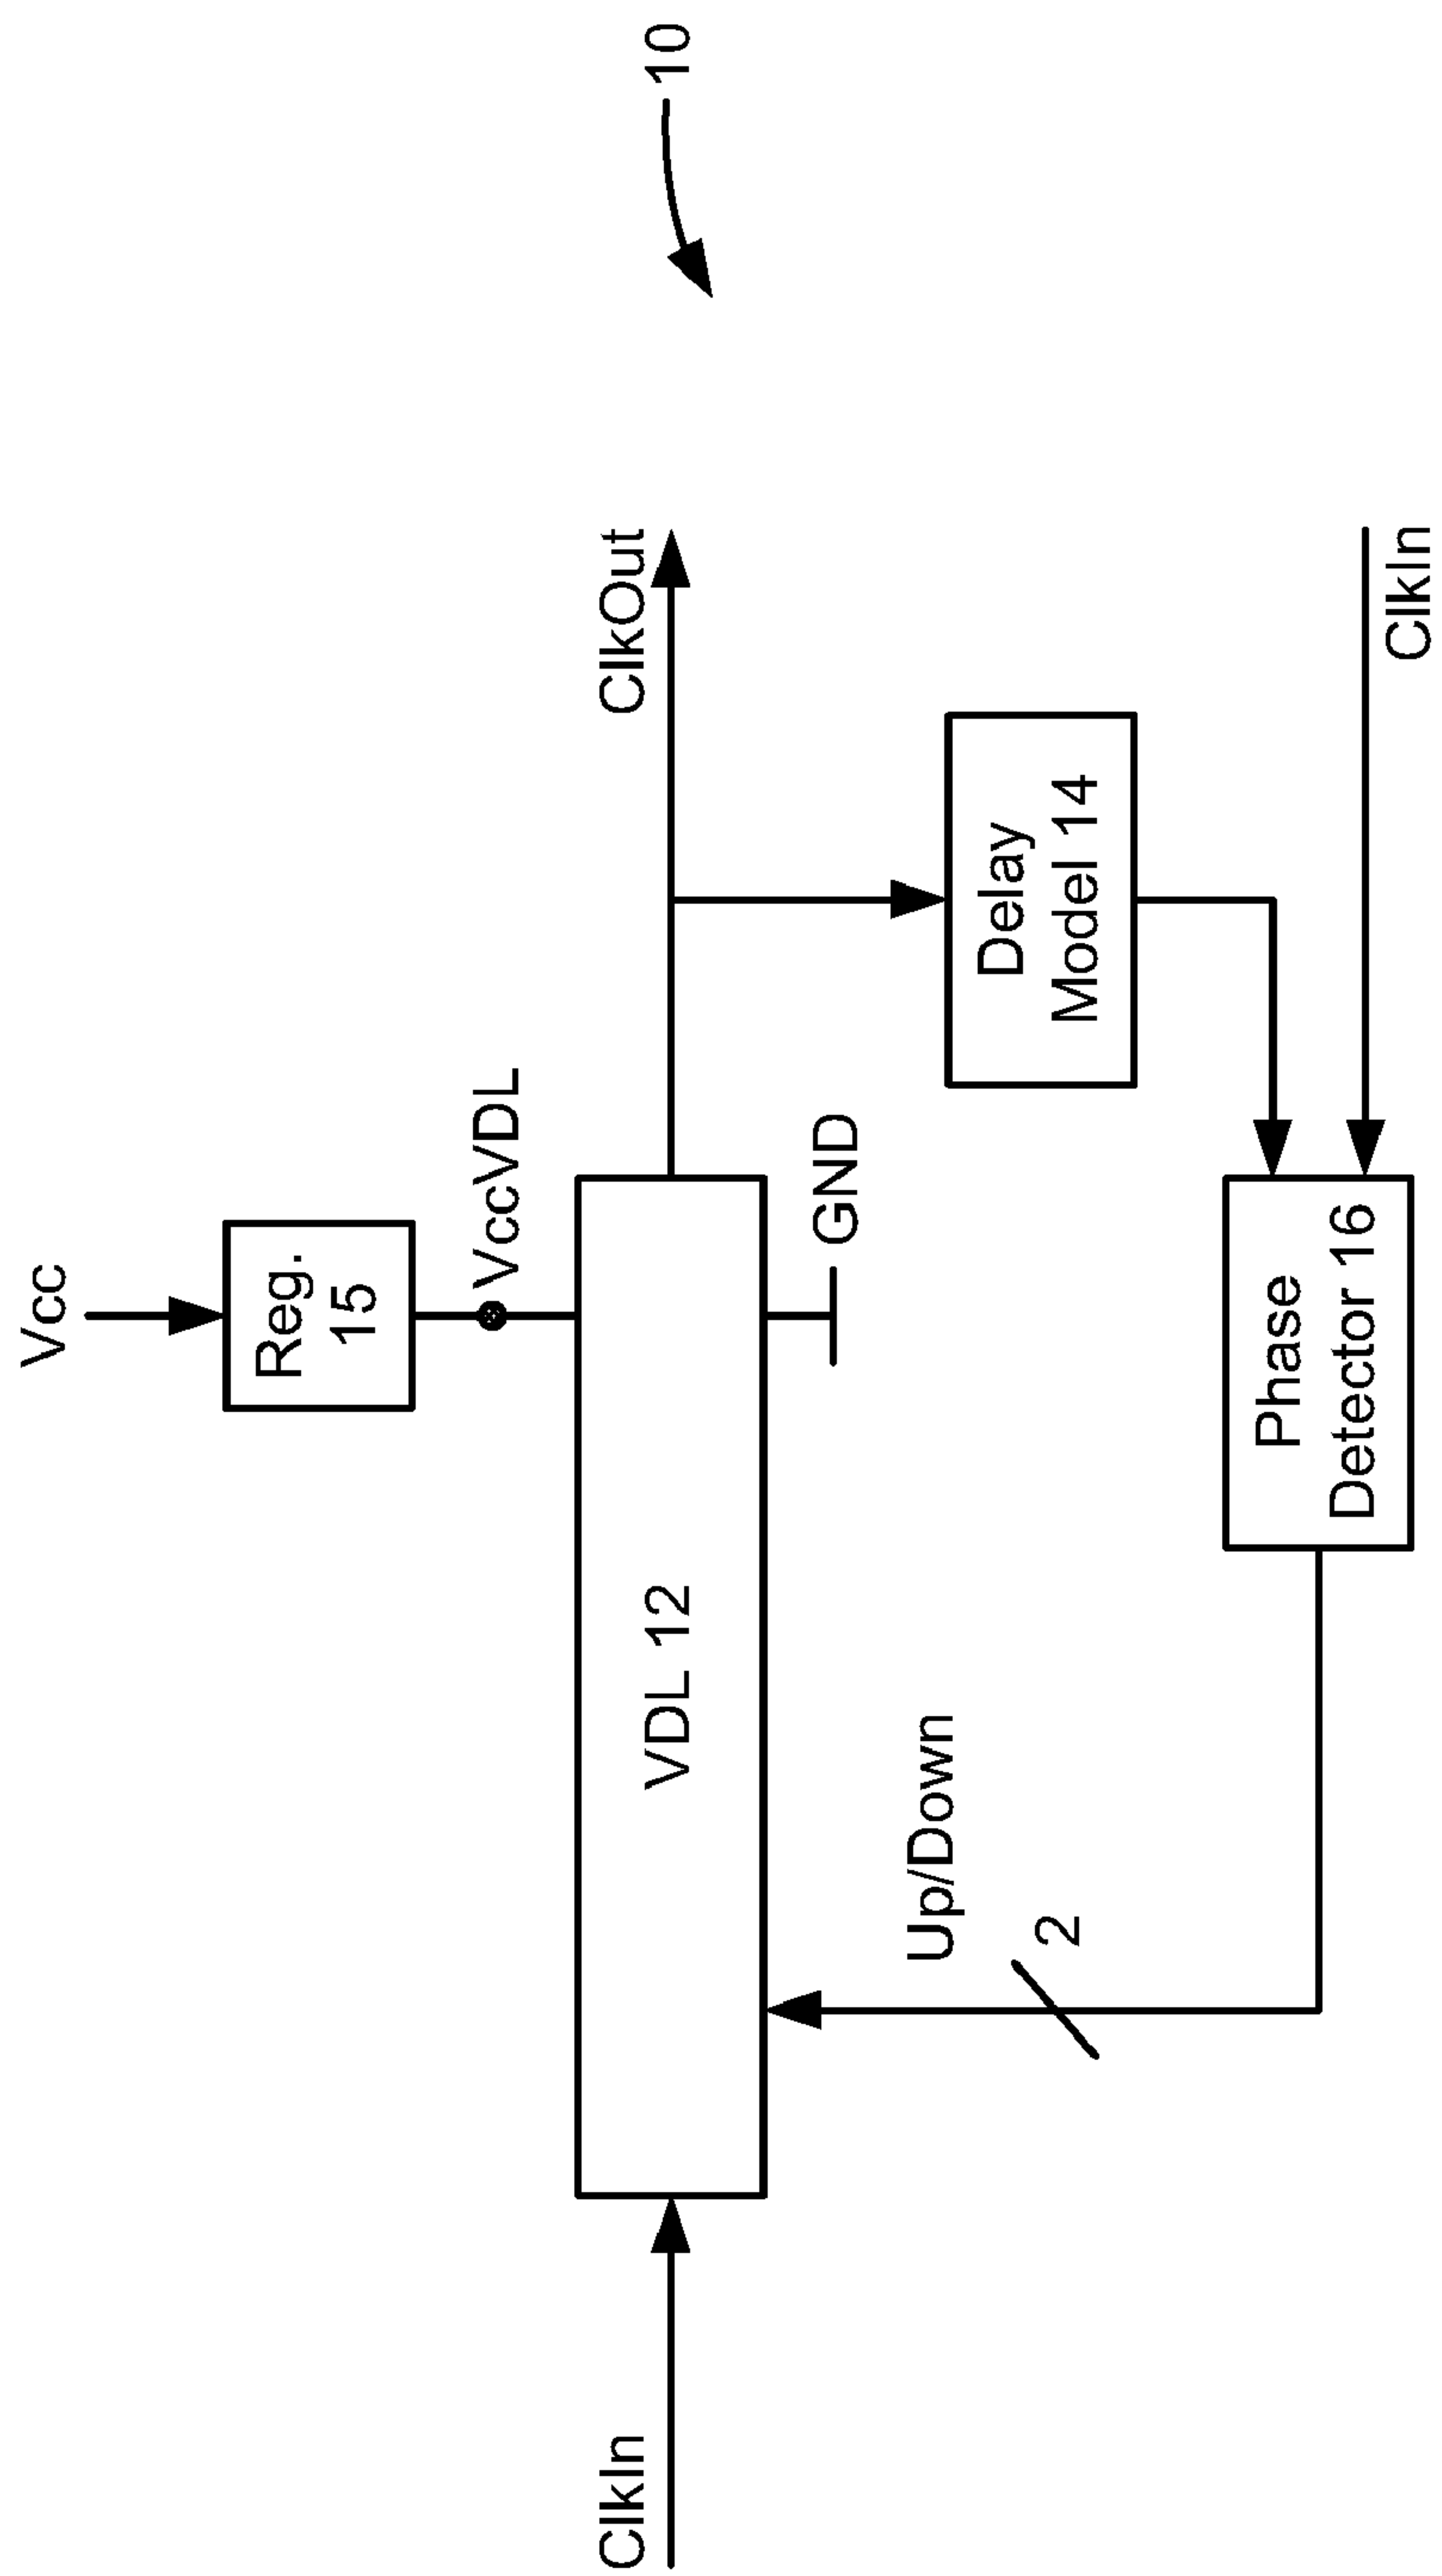 Vcc
Reg.
15
VccVDL
10
ClkIn
VDL 12
ClkOut
GND
Up/Down
2
Delay
Model 14
Phase
Detector 16
ClkIn